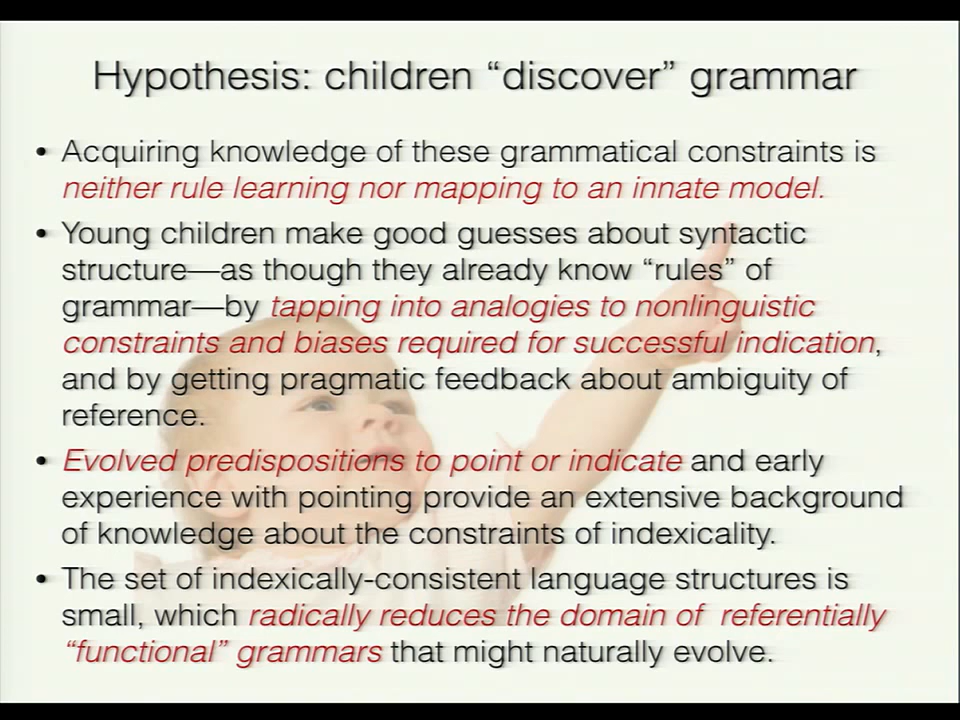 Hypothesis: children “discover” grammar
• Acquiring knowledge of these grammatical constraints is
neither rule learning nor mapping to an innate model.
• Young children make good guesses about syntactic
structure—as though they already know “rules” of
grammar—by tapping into analogies to nonlinguistic
constraints and biases required for successful indication,
and by getting pragmatic feedback about ambiguity of
reference.
• Evolved predispositions to point or indicate and early
experience with pointing provide an extensive background
of knowledge about the constraints of indexicality.
• The set of indexically-consistent language structures is
small, which radically reduces the domain of referentially
“functional” grammars that might naturally evolve.